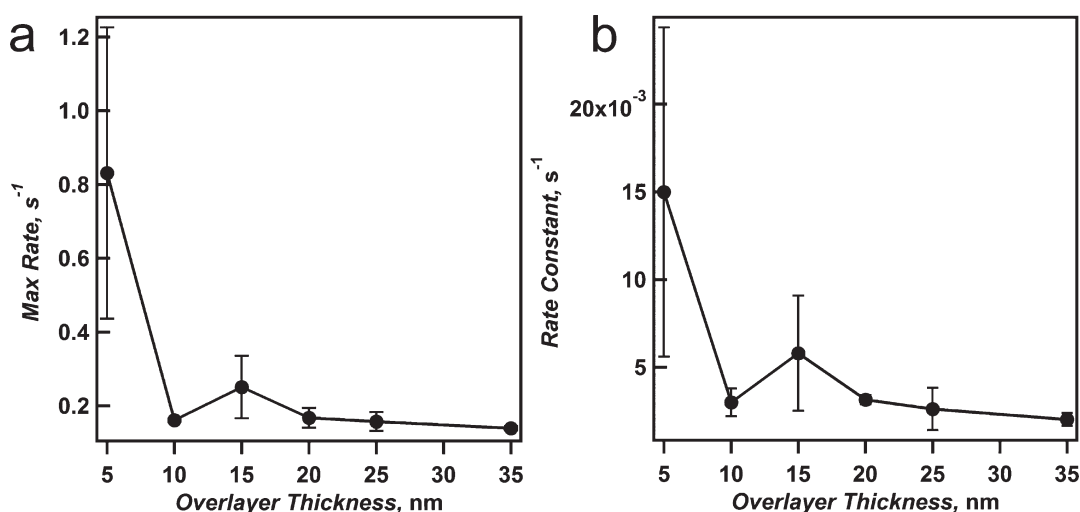 a
1.2
1.0
0.8
0.6
0.4
0.2
Max Rate, s⁻¹
5 10 15 20 25 30 35
Overlayer Thickness, nm
b
20x10⁻³
15
10
5
Rate Constant, s⁻¹
5 10 15 20 25 30 35
Overlayer Thickness, nm